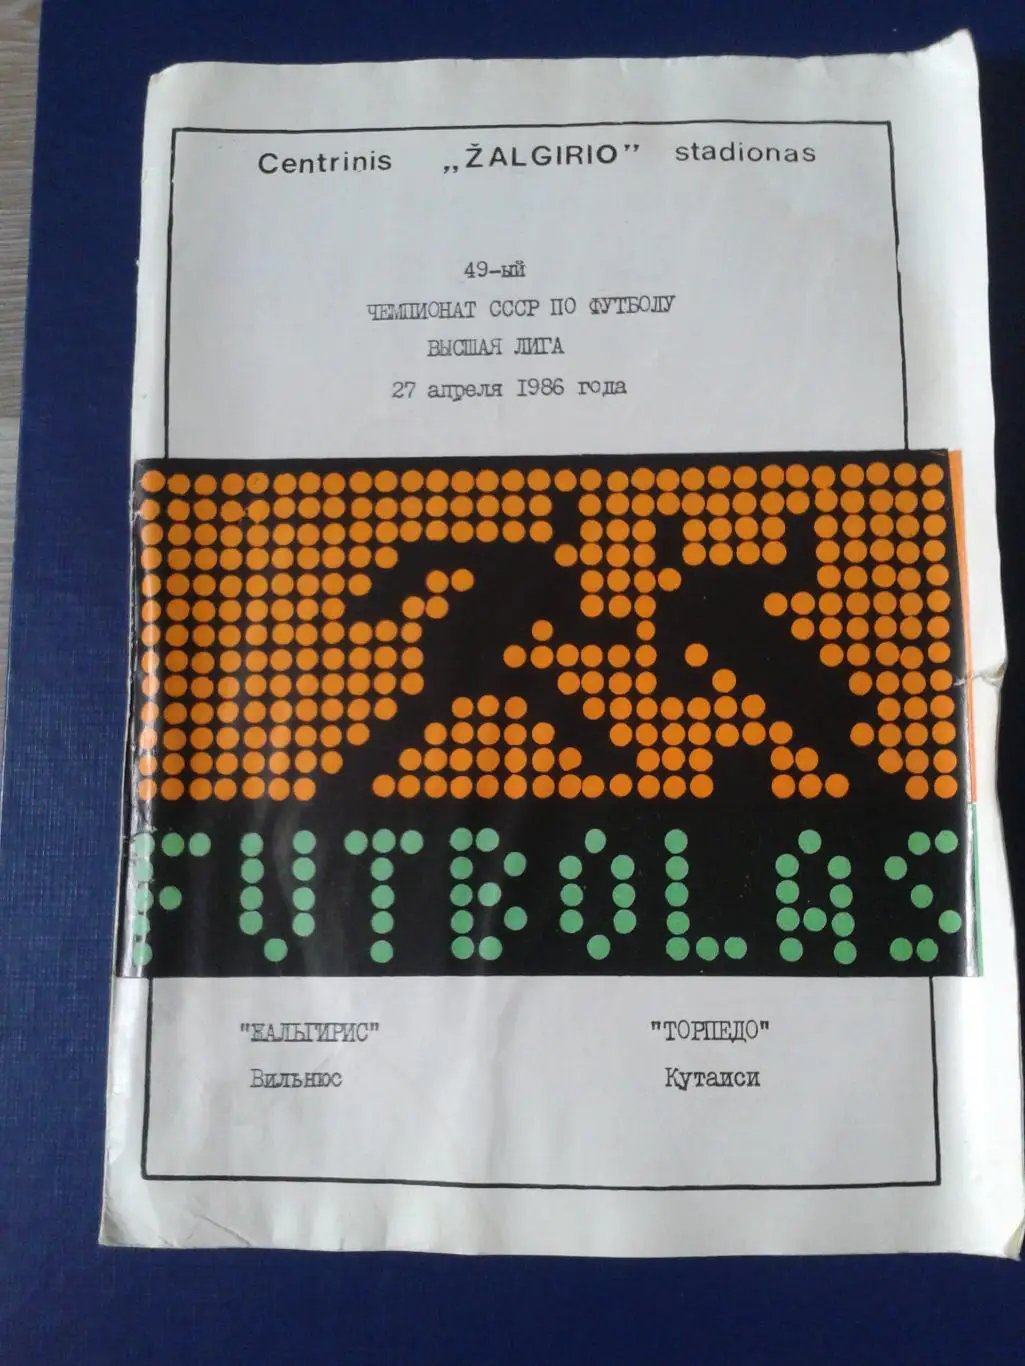 Centrinis „ŽALGIRIO” stadionas
49-ый
ЧЕМПИОНАТ СССР ПО ФУТБОЛУ
ВЫСШАЯ ЛИГА
27 апреля 1986 года
FUTBOLAS
"ЖАЛЬГИРИС" "ТОРПЕДО"
Вильнюс Кутаиси